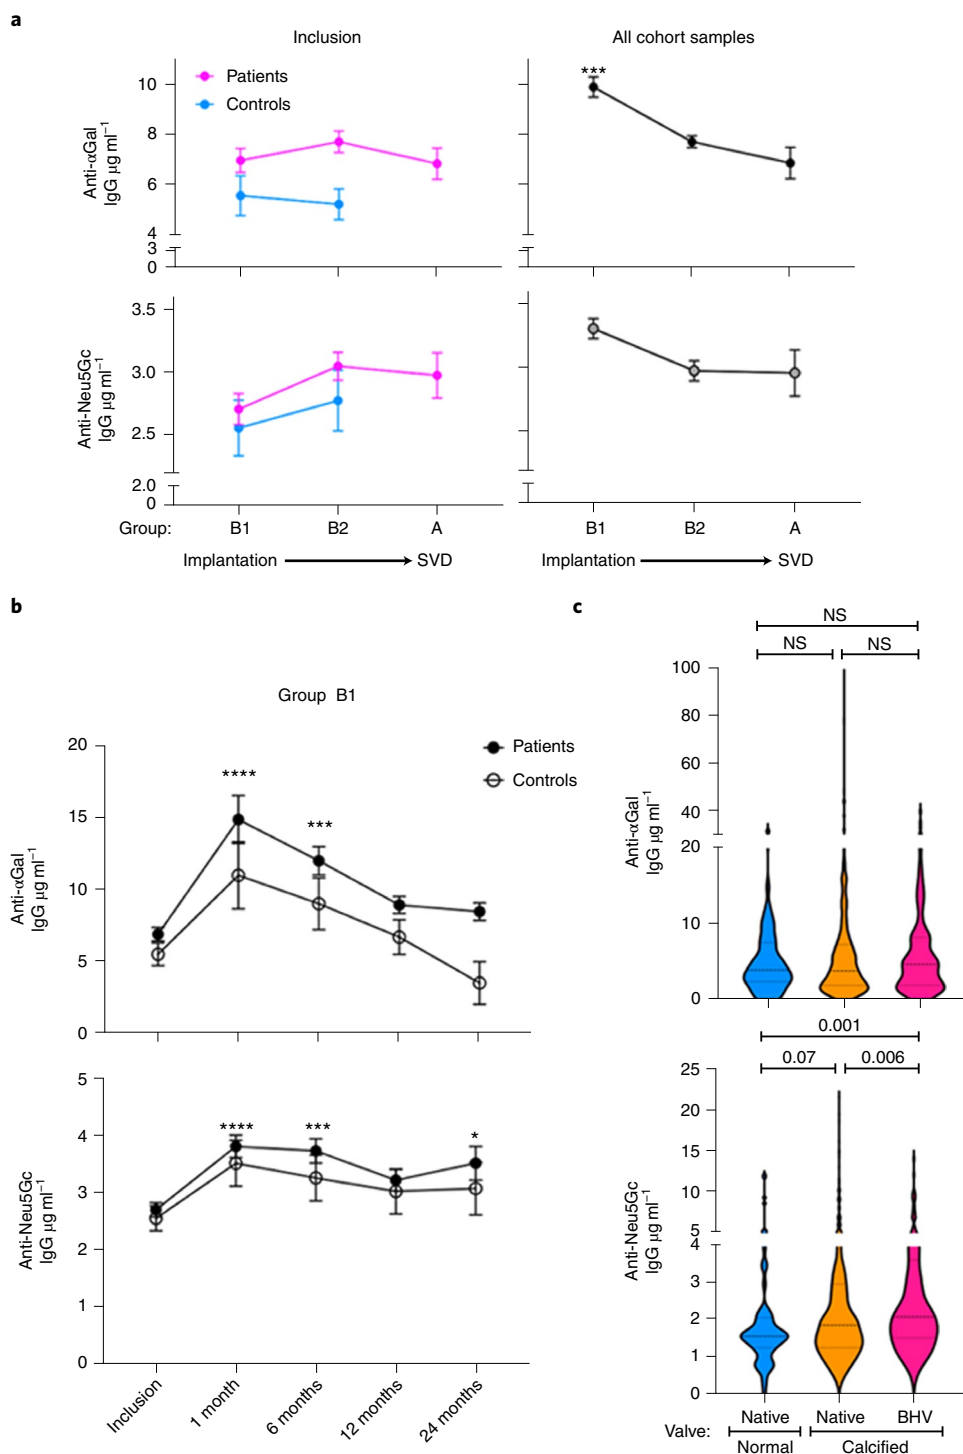 a
Inclusion
All cohort samples
Patients
Controls
***
Anti-αGal
IgG μg ml⁻¹
10
8
6
4
3
0
Anti-Neu5Gc
IgG μg ml⁻¹
3.5
3.0
2.5
2.0
0
Group: B1 B2 A B1 B2 A
Implantation SVD Implantation SVD
b
Group B1
Patients
Controls
Anti-αGal
IgG μg ml⁻¹
20
15
10
5
0
****
***
Anti-Neu5Gc
IgG μg ml⁻¹
5
4
3
2
1
0
****
***
*
Inclusion
1 month
6 months
12 months
24 months
c
NS
NS NS
Anti-αGal
IgG μg ml⁻¹
100
80
60
40
20
10
0
0.001
0.07 0.006
Anti-Neu5Gc
IgG μg ml⁻¹
25
20
15
10
5
4
3
2
1
0
Valve: Native Native BHV
Normal Calcified